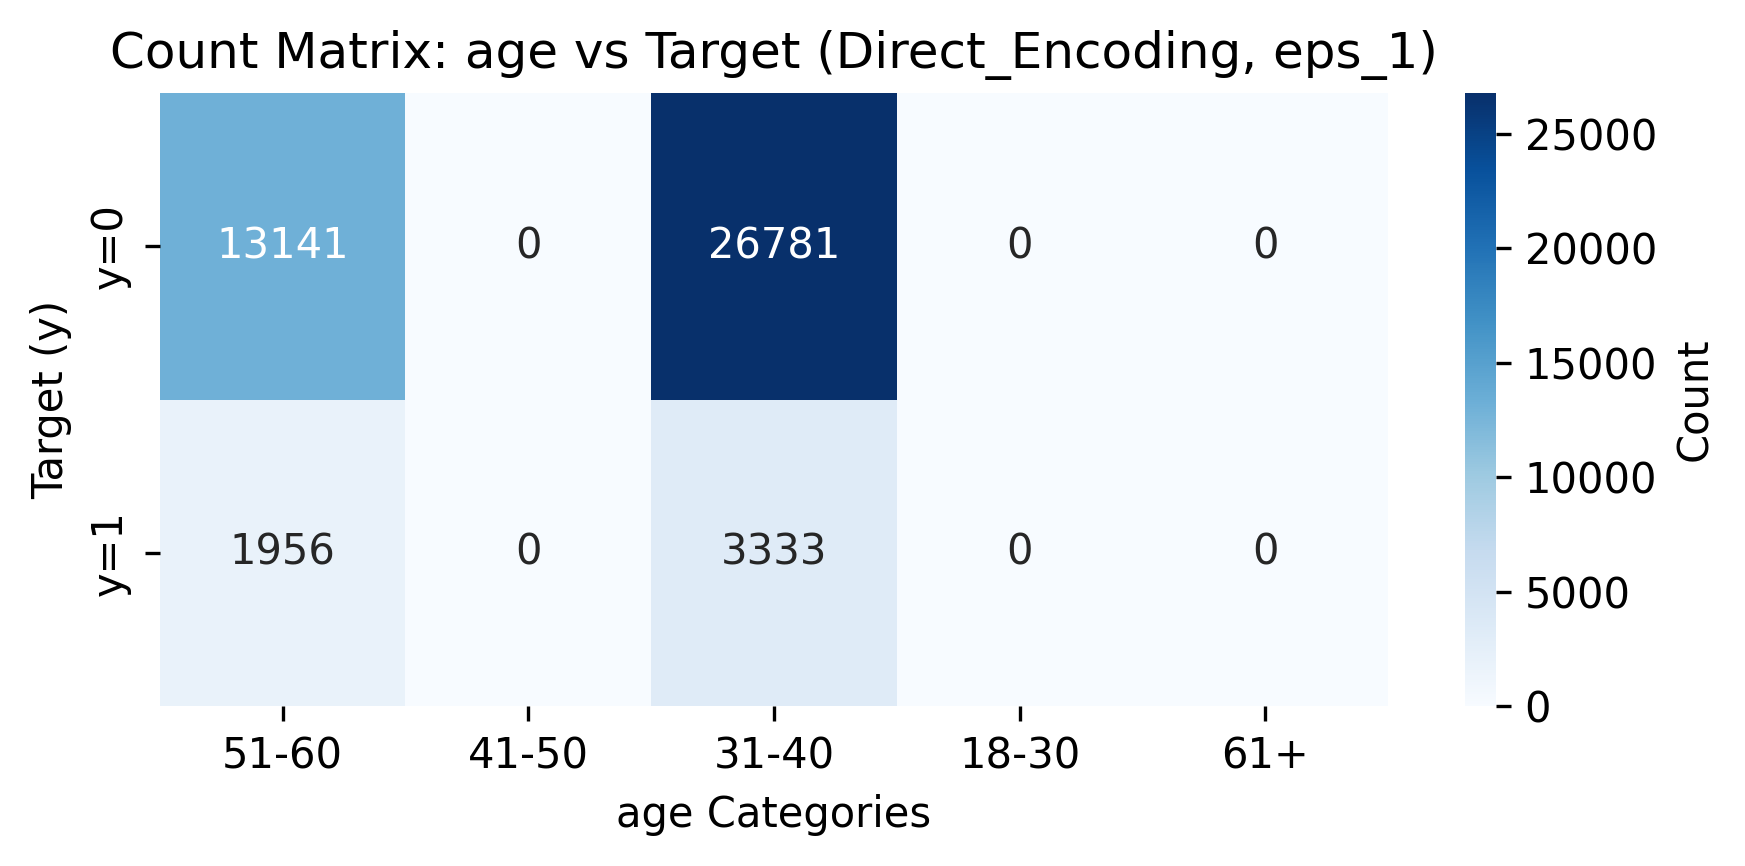 Count Matrix: age vs Target (Direct_Encoding, eps_1)
Target (y)
y=0
13141 0 26781 0 0
y=1
1956 0 3333 0 0
51-60 41-50 31-40 18-30 61+
age Categories
25000
20000
15000
10000
5000
0
Count